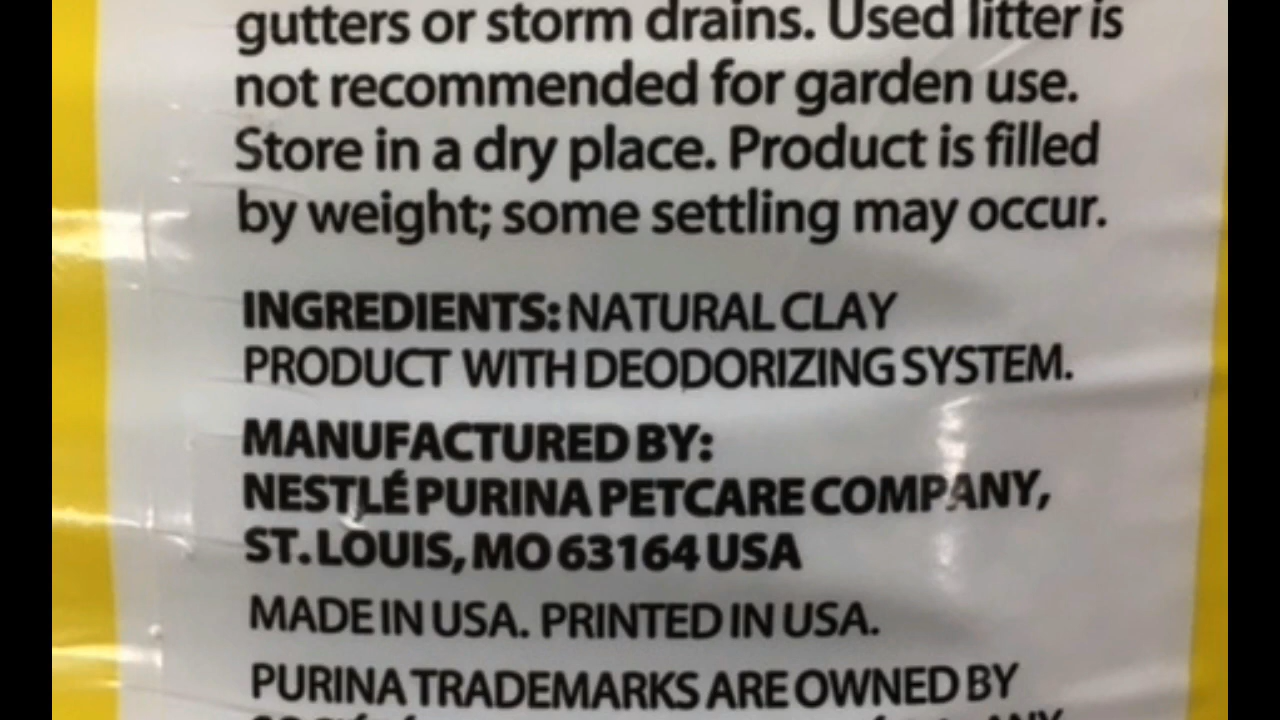 gutters or storm drains. Used litter is
not recommended for garden use.
Store in a dry place. Product is filled
by weight; some settling may occur.
INGREDIENTS: NATURAL CLAY
PRODUCT WITH DEODORIZING SYSTEM.
MANUFACTURED BY:
NESTLÉ PURINA PETCARE COMPANY,
ST. LOUIS, MO 63164 USA
MADE IN USA. PRINTED IN USA.
PURINA TRADEMARKS ARE OWNED BY